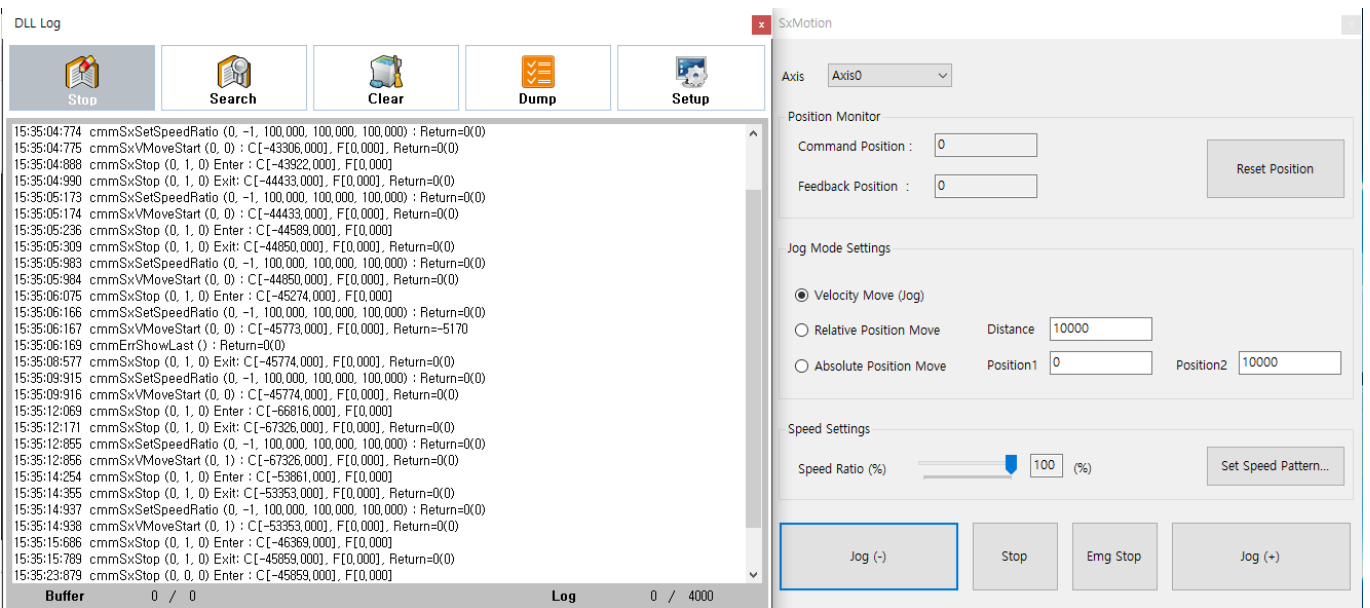 DLL Log
Stop
Search
Clear
Dump
Setup
15:35:04:774 cmmSxSetSpeedRatio (0, -1, 100,000, 100,000, 100,000) : Return=0(0)
15:35:04:775 cmmSxVMoveStart (0, 0) : C[-43306,000], F[0,000], Return=0(0)
15:35:04:888 cmmSxStop (0, 1, 0) Enter : C[-43922,000], F[0,000]
15:35:04:990 cmmSxStop (0, 1, 0) Exit: C[-44433,000], F[0,000], Return=0(0)
15:35:05:173 cmmSxSetSpeedRatio (0, -1, 100,000, 100,000, 100,000) : Return=0(0)
15:35:05:174 cmmSxVMoveStart (0, 0) : C[-44433,000], F[0,000], Return=0(0)
15:35:05:236 cmmSxStop (0, 1, 0) Enter : C[-44589,000], F[0,000]
15:35:05:309 cmmSxStop (0, 1, 0) Exit: C[-44850,000], F[0,000], Return=0(0)
15:35:05:983 cmmSxSetSpeedRatio (0, -1, 100,000, 100,000, 100,000) : Return=0(0)
15:35:05:984 cmmSxVMoveStart (0, 0) : C[-44850,000], F[0,000], Return=0(0)
15:35:06:075 cmmSxStop (0, 1, 0) Enter : C[-45274,000], F[0,000]
15:35:06:166 cmmSxSetSpeedRatio (0, -1, 100,000, 100,000, 100,000) : Return=0(0)
15:35:06:167 cmmSxVMoveStart (0, 0) : C[-45773,000], F[0,000], Return=-5170
15:35:06:169 cmmErrShowLast () : Return=0(0)
15:35:08:577 cmmSxStop (0, 1, 0) Exit: C[-45774,000], F[0,000], Return=0(0)
15:35:09:915 cmmSxSetSpeedRatio (0, -1, 100,000, 100,000, 100,000) : Return=0(0)
15:35:09:916 cmmSxVMoveStart (0, 0) : C[-45774,000], F[0,000], Return=0(0)
15:35:12:069 cmmSxStop (0, 1, 0) Enter : C[-66816,000], F[0,000]
15:35:12:171 cmmSxStop (0, 1, 0) Exit: C[-67326,000], F[0,000], Return=0(0)
15:35:12:855 cmmSxSetSpeedRatio (0, -1, 100,000, 100,000, 100,000) : Return=0(0)
15:35:12:856 cmmSxVMoveStart (0, 1) : C[-67326,000], F[0,000], Return=0(0)
15:35:14:254 cmmSxStop (0, 1, 0) Enter : C[-53861,000], F[0,000]
15:35:14:355 cmmSxStop (0, 1, 0) Exit: C[-53353,000], F[0,000], Return=0(0)
15:35:14:937 cmmSxSetSpeedRatio (0, -1, 100,000, 100,000, 100,000) : Return=0(0)
15:35:14:938 cmmSxVMoveStart (0, 1) : C[-53353,000], F[0,000], Return=0(0)
15:35:15:686 cmmSxStop (0, 1, 0) Enter : C[-46369,000], F[0,000]
15:35:15:789 cmmSxStop (0, 1, 0) Exit: C[-45859,000], F[0,000], Return=0(0)
15:35:23:879 cmmSxStop (0, 0, 0) Enter : C[-45859,000], F[0,000]
Buffer 0 / 0 Log 0 / 4000
SxMotion
Axis Axis0
Position Monitor
Command Position : 0
Feedback Position : 0
Reset Position
Jog Mode Settings
Velocity Move (Jog)
Relative Position Move Distance 10000
Absolute Position Move Position1 0 Position2 10000
Speed Settings
Speed Ratio (%) 100 (%) Set Speed Pattern...
Jog (-) Stop Emg Stop Jog (+)